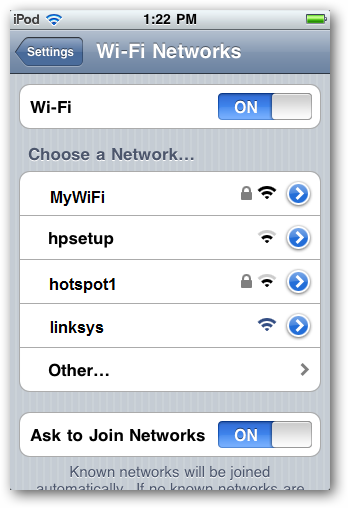 iPod 1:22 PM
Settings Wi-Fi Networks
Wi-Fi ON
Choose a Network...
MyWiFi
hpsetup
hotspot1
linksys
Other...
Ask to Join Networks ON
Known networks will be joined
automatically. If no known networks are